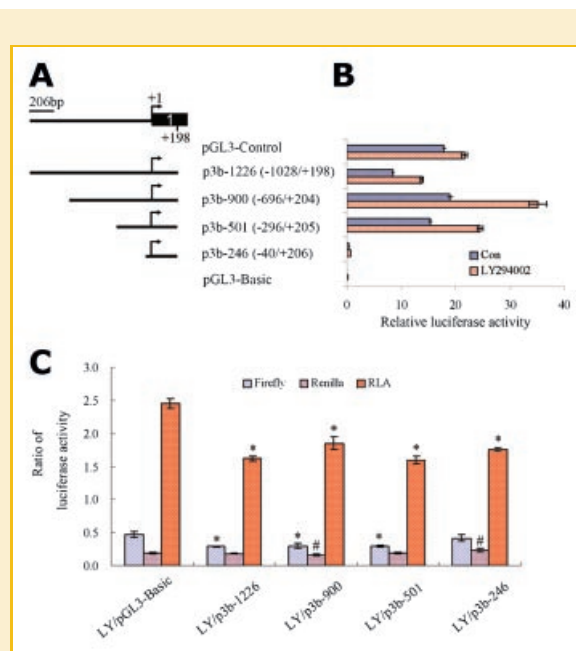 A
B
206bp
+1
1
+198
pGL3-Control
p3b-1226 (-1028/+198)
p3b-900 (-696/+204)
p3b-501 (-296/+205)
p3b-246 (-40/+206)
pGL3-Basic
Con
LY294002
0 10 20 30 40
Relative luciferase activity
C
3.0
2.5
2.0
1.5
1.0
0.5
0.0
Ratio of
luciferase activity
Firefly Renilla RLA
* * * *
* * # * #
LY/pGL3-Basic
LY/p3b-1226
LY/p3b-900
LY/p3b-501
LY/p3b-246